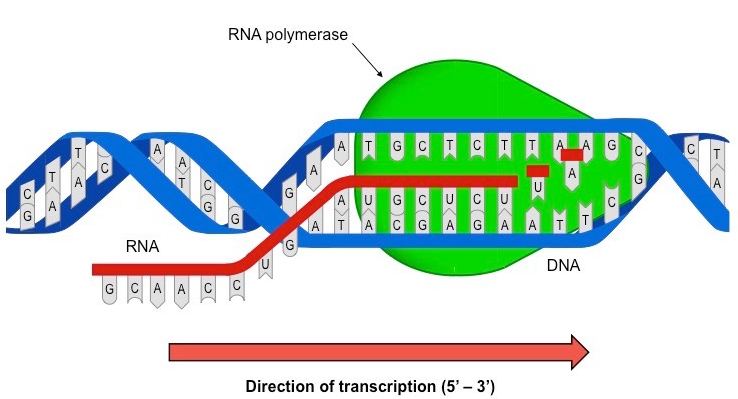 RNA polymerase
A T G C T C T T A A G C
T C A A C T
T A T C A
C A C G
G G G A
U A
A U G C U C U
A T A C G A G A A T T C G
RNA
G C A A C C U G
DNA
Direction of transcription (5’ – 3’)